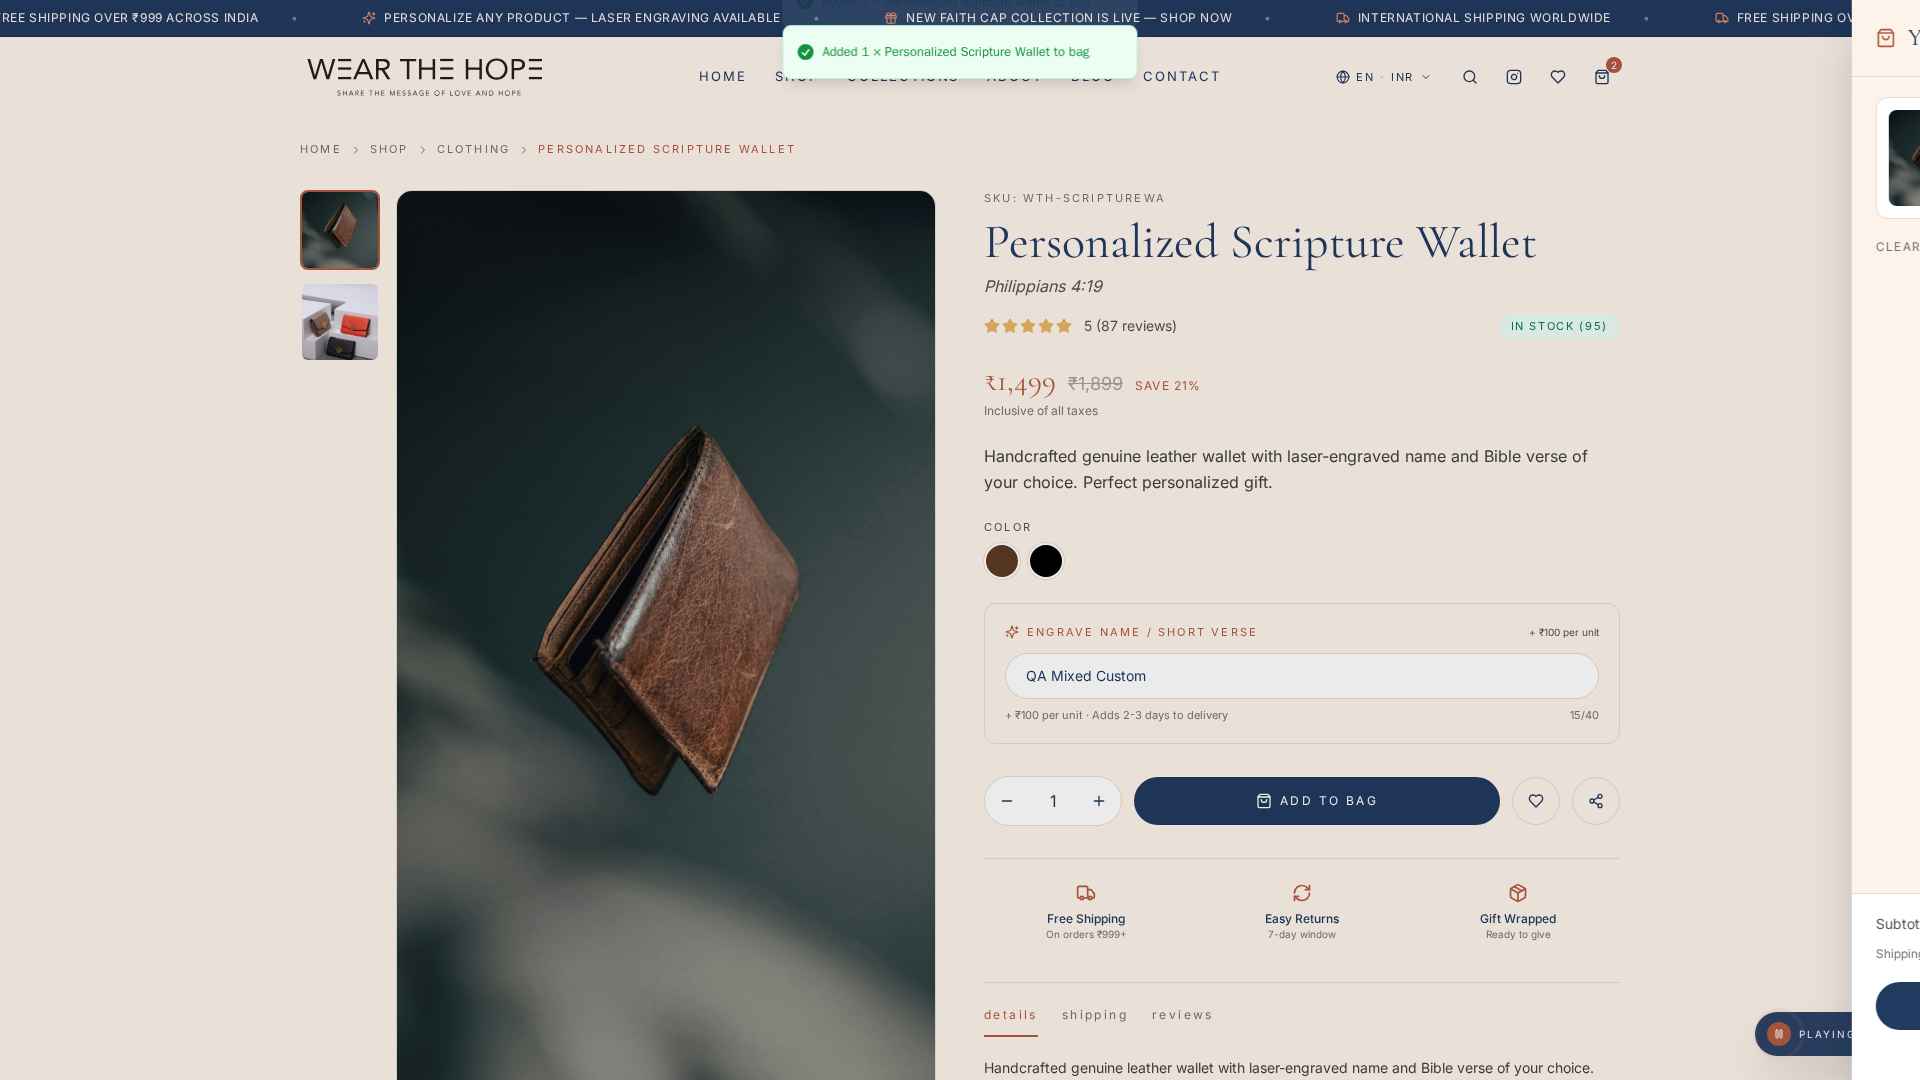 FREE SHIPPING OVER ₹999 ACROSS INDIA
PERSONALIZE ANY PRODUCT — LASER ENGRAVING AVAILABLE
NEW FAITH CAP COLLECTION IS LIVE — SHOP NOW
INTERNATIONAL SHIPPING WORLDWIDE
FREE SHIPPING OV
Added 1 × Personalized Scripture Wallet to bag
WEAR THE HOPE
SHARE THE MESSAGE OF LOVE AND HOPE
HOME
CONTACT
EN · INR
2
HOME > SHOP > CLOTHING > PERSONALIZED SCRIPTURE WALLET
SKU: WTH-SCRIPTUREWA
Personalized Scripture Wallet
Philippians 4:19
5 (87 reviews)
IN STOCK (95)
₹1,499 ₹1,899 SAVE 21%
Inclusive of all taxes
Handcrafted genuine leather wallet with laser-engraved name and Bible verse of
your choice. Perfect personalized gift.
COLOR
ENGRAVE NAME / SHORT VERSE
+ ₹100 per unit
QA Mixed Custom
+ ₹100 per unit · Adds 2-3 days to delivery
15/40
1
ADD TO BAG
Free Shipping
On orders ₹999+
Easy Returns
7-day window
Gift Wrapped
Ready to give
details
shipping
reviews
Handcrafted genuine leather wallet with laser-engraved name and Bible verse of your choice.
Y
CLEAR
Subtot
Shipping
PLAYING